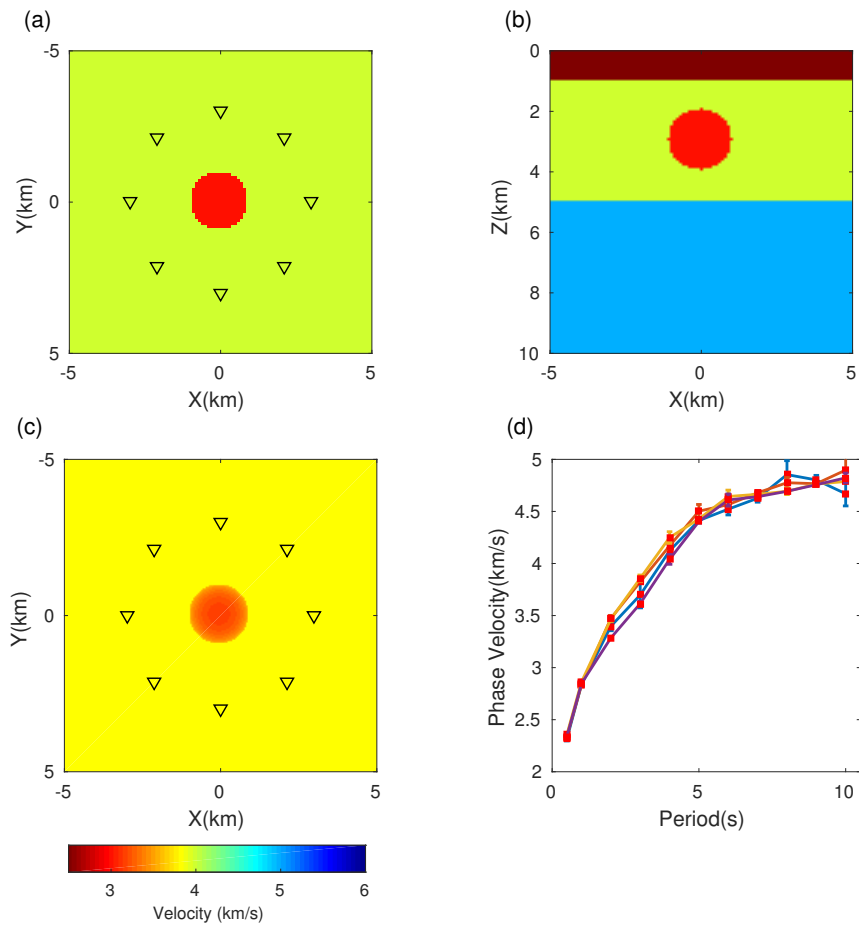 (a)
-5
0
5
Y(km)
-5 0 5
X(km)
(b)
0
2
4
6
8
10
Z(km)
-5 0 5
X(km)
(c)
-5
0
5
Y(km)
-5 0 5
X(km)
3 4 5 6
Velocity (km/s)
(d)
5
4.5
4
3.5
3
2.5
2
Phase Velocity(km/s)
0 5 10
Period(s)